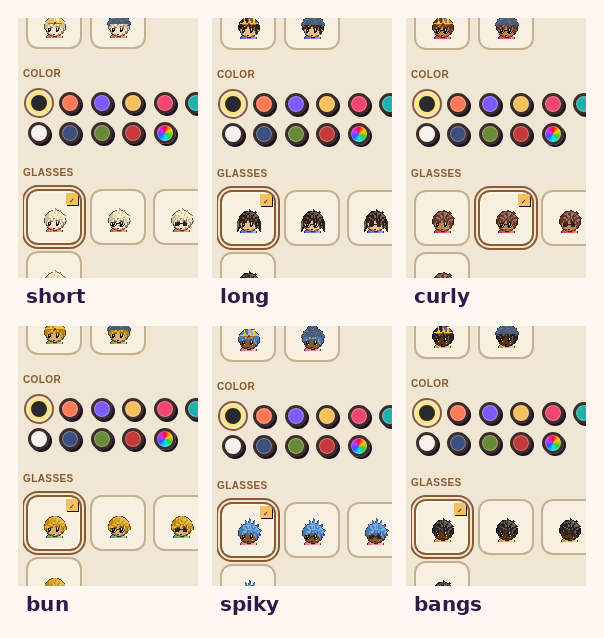 COLOR
GLASSES
short
COLOR
GLASSES
long
COLOR
GLASSES
curly
COLOR
GLASSES
bun
COLOR
GLASSES
spiky
COLOR
GLASSES
bangs